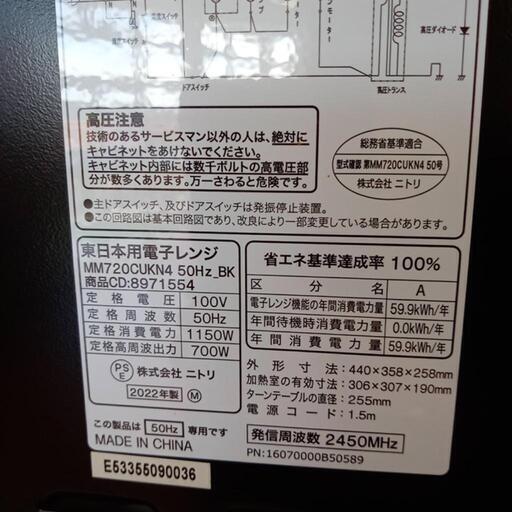 ドアスイッチ
高圧トランス
高圧ダイオード
高圧注意
技術のあるサービスマン以外の人は、絶対に
キャビネットをあけないでください。
キャビネット内部には数千ボルトの高電圧部
分が数多くあります。万一さわると危険です。
総務省基準適合
型式確認 第MM720CUKN4 50号
株式会社 ニトリ
●主ドアスイッチ、及びドアスイッチは発振停止装置。
●この回路図は基本回路図であり、改良により一部変更している場合があります。
東日本用電子レンジ
MM720CUKN4 50Hz_BK
商品CD:8971554
定格電圧 100V
定格周波数 50Hz
定格消費電力 1150W
定格高周波出力 700W
PSE 株式会社 ニトリ
2022年製 M
この製品は 50Hz 専用です
MADE IN CHINA
E53355090036
省エネ基準達成率 100%
区分名 A
電子レンジ機能の年間消費電力量 59.9kWh/年
年間待機時消費電力量 0.0kWh/年
年間消費電力量 59.9kWh/年
外形寸法:440×358×258mm
加熱室の有効寸法:306×307×190mm
ターンテーブルの直径:255mm
電源コード:1.5m
発信周波数 2450MHz
PN:16070000B50589